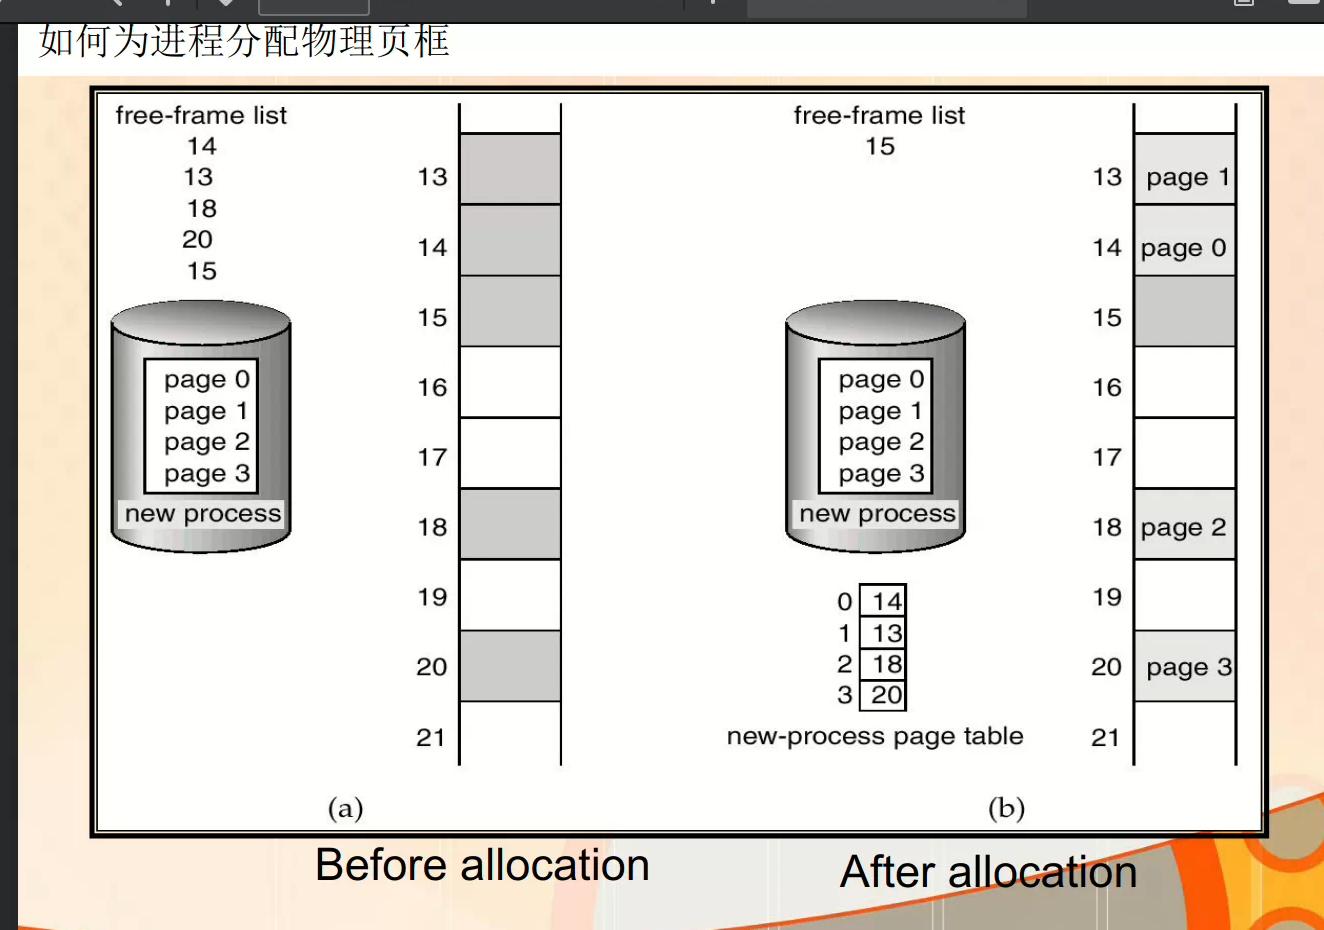 如何为进程分配物理页框
free-frame list
14
13
18
20
15
page 0
page 1
page 2
page 3
new process
13
14
15
16
17
18
19
20
21
(a)
Before allocation
free-frame list
15
page 0
page 1
page 2
page 3
new process
0 14
1 13
2 18
3 20
new-process page table
13 page 1
14 page 0
15
16
17
18 page 2
19
20 page 3
21
(b)
After allocation